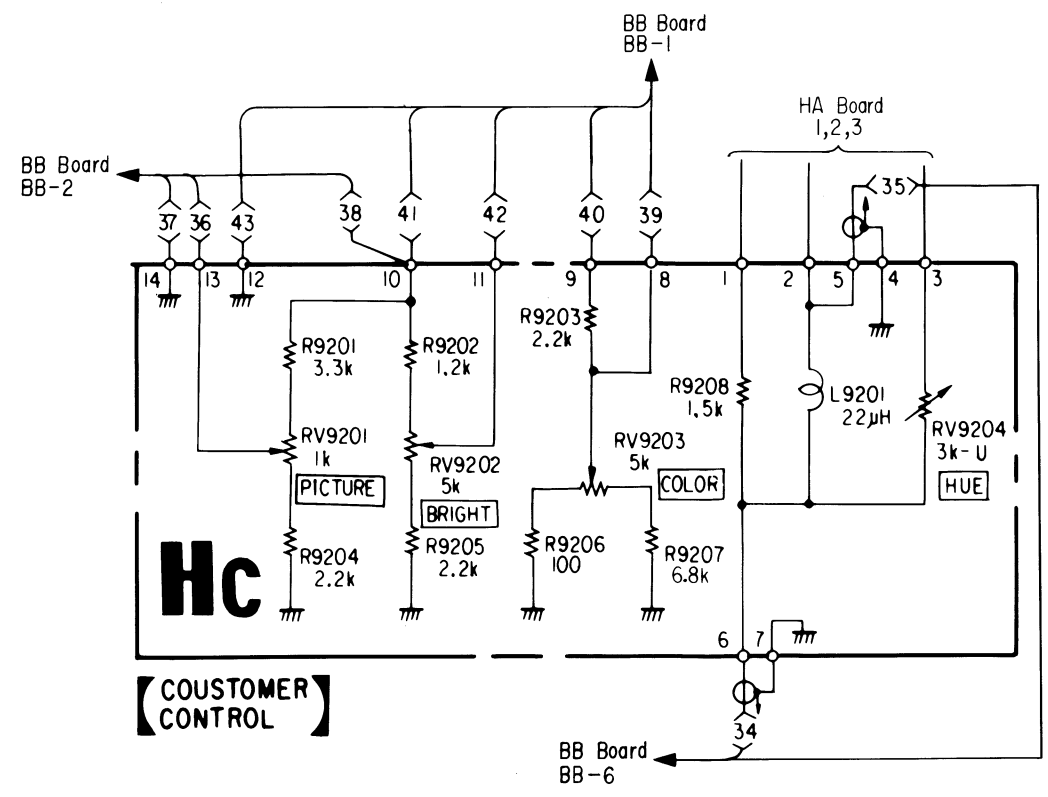 BB Board
BB-1
HA Board
1,2,3
BB Board
BB-2
37
36
43
38
41
42
40
39
35
14
13
12
10
11
9
8
1
2
5
4
3
R9203
2.2k
R9201
3.3k
R9202
1.2k
R9208
1.5k
L9201
22μH
RV9204
3k-U
HUE
RV9201
1k
PICTURE
RV9202
5k
BRIGHT
RV9203
5k
COLOR
R9204
2.2k
R9205
2.2k
R9206
100
R9207
6.8k
Hc
6
7
COUSTOMER
CONTROL
34
BB Board
BB-6